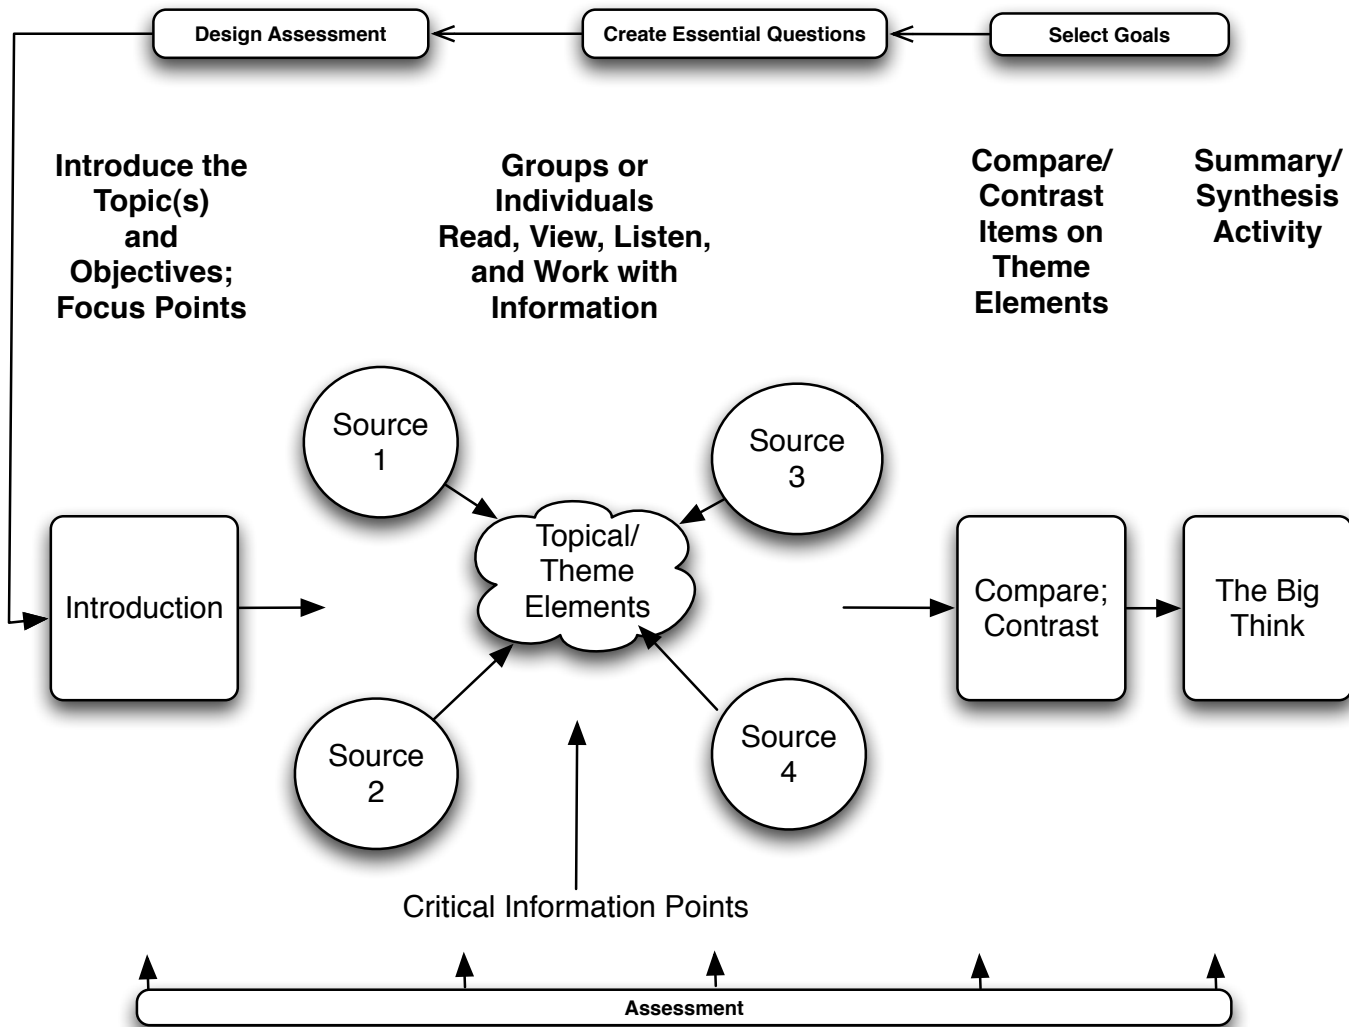 Design Assessment
Create Essential Questions
Select Goals
Introduce the
Topic(s)
and
Objectives;
Focus Points
Groups or
Individuals
Read, View, Listen,
and Work with
Information
Compare/
Contrast
Items on
Theme
Elements
Summary/
Synthesis
Activity
Source
1
Source
3
Topical/
Theme
Elements
Introduction
Compare;
Contrast
The Big
Think
Source
2
Source
4
Critical Information Points
Assessment